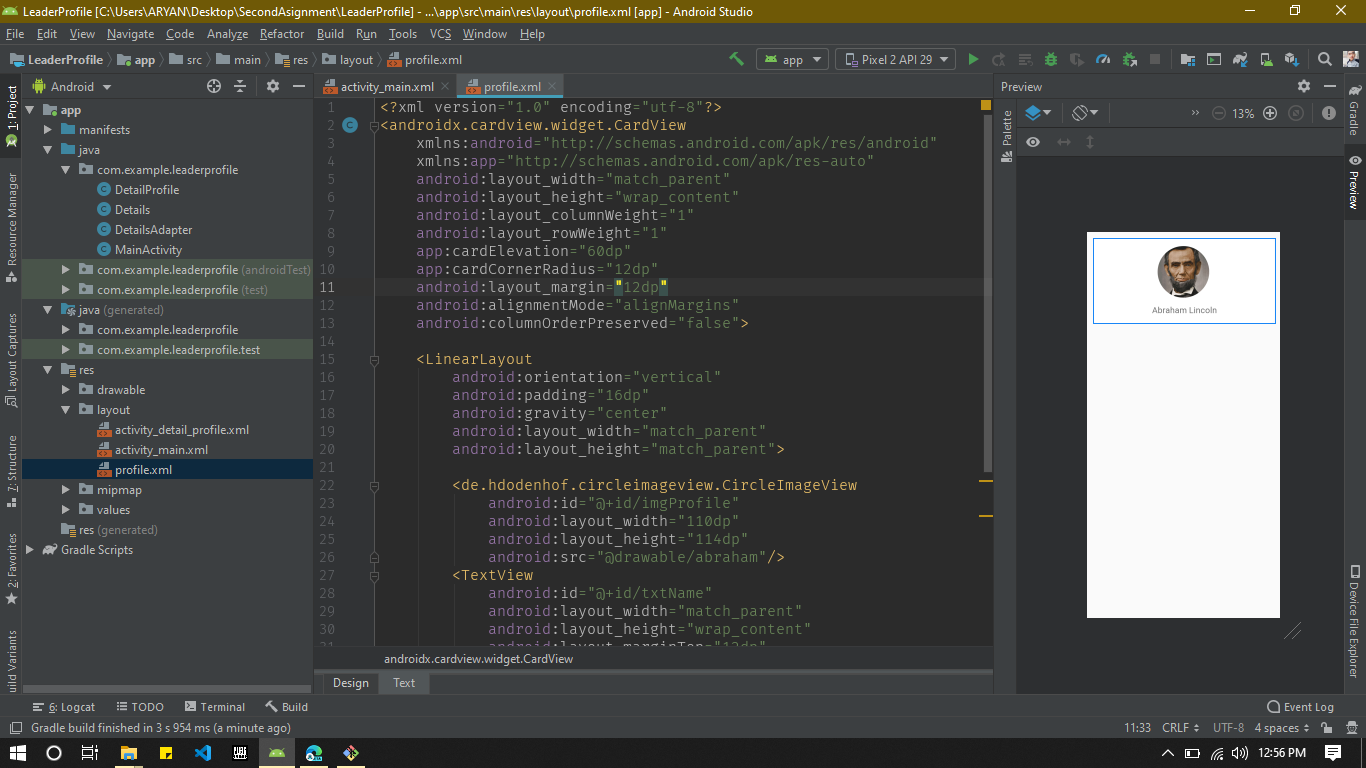 LeaderProfile [C:\Users\ARYAN\Desktop\SecondAsignment\LeaderProfile] - ...\app\src\main\res\layout\profile.xml [app] - Android Studio
File Edit View Navigate Code Analyze Refactor Build Run Tools VCS Window Help
LeaderProfile app src main res layout profile.xml app Pixel 2 API 29
Android activity_main.xml profile.xml Preview
1: Project
Resource Manager
Layout Captures
7: Structure
2: Favorites
app
manifests
java
com.example.leaderprofile
DetailProfile
Details
DetailsAdapter
MainActivity
com.example.leaderprofile (androidTest)
com.example.leaderprofile (test)
java (generated)
com.example.leaderprofile
com.example.leaderprofile.test
res
drawable
layout
activity_detail_profile.xml
activity_main.xml
profile.xml
mipmap
values
res (generated)
Gradle Scripts
1 <?xml version="1.0" encoding="utf-8"?>
2 <androidx.cardview.widget.CardView
3 xmlns:android="http://schemas.android.com/apk/res/android"
4 xmlns:app="http://schemas.android.com/apk/res-auto"
5 android:layout_width="match_parent"
6 android:layout_height="wrap_content"
7 android:layout_columnWeight="1"
8 android:layout_rowWeight="1"
9 app:cardElevation="60dp"
10 app:cardCornerRadius="12dp"
11 android:layout_margin="12dp"
12 android:alignmentMode="alignMargins"
13 android:columnOrderPreserved="false">
14
15 <LinearLayout
16 android:orientation="vertical"
17 android:padding="16dp"
18 android:gravity="center"
19 android:layout_width="match_parent"
20 android:layout_height="match_parent">
21
22 <de.hdodenhof.circleimageview.CircleImageView
23 android:id="@+id/imgProfile"
24 android:layout_width="110dp"
25 android:layout_height="114dp"
26 android:src="@drawable/abraham"/>
27 <TextView
28 android:id="@+id/txtName"
29 android:layout_width="match_parent"
30 android:layout_height="wrap_content"
31 android:layout_marginTop="12dp"
androidx.cardview.widget.CardView
Design Text
Palette
13%
Abraham Lincoln
Gradle
Preview
Device File Explorer
6: Logcat TODO Terminal Build Event Log
Gradle build finished in 3 s 954 ms (a minute ago) 11:33 CRLF UTF-8 4 spaces
12:56 PM